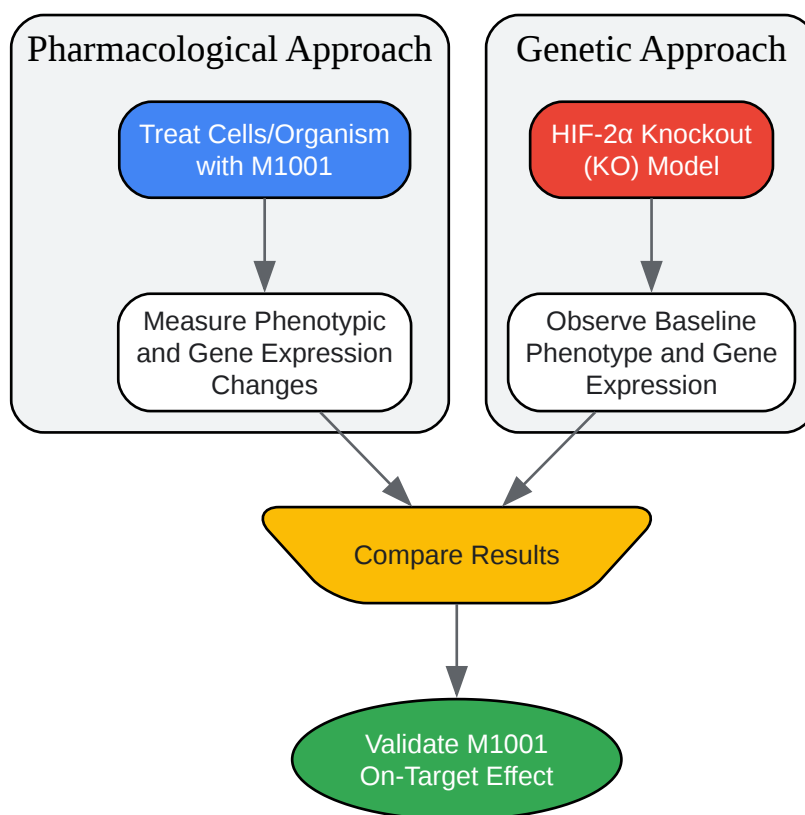 Pharmacological Approach
Treat Cells/Organism
with M1001
Measure Phenotypic
and Gene Expression
Changes
Genetic Approach
HIF-2α Knockout
(KO) Model
Observe Baseline
Phenotype and Gene
Expression
Compare Results
Validate M1001
On-Target Effect